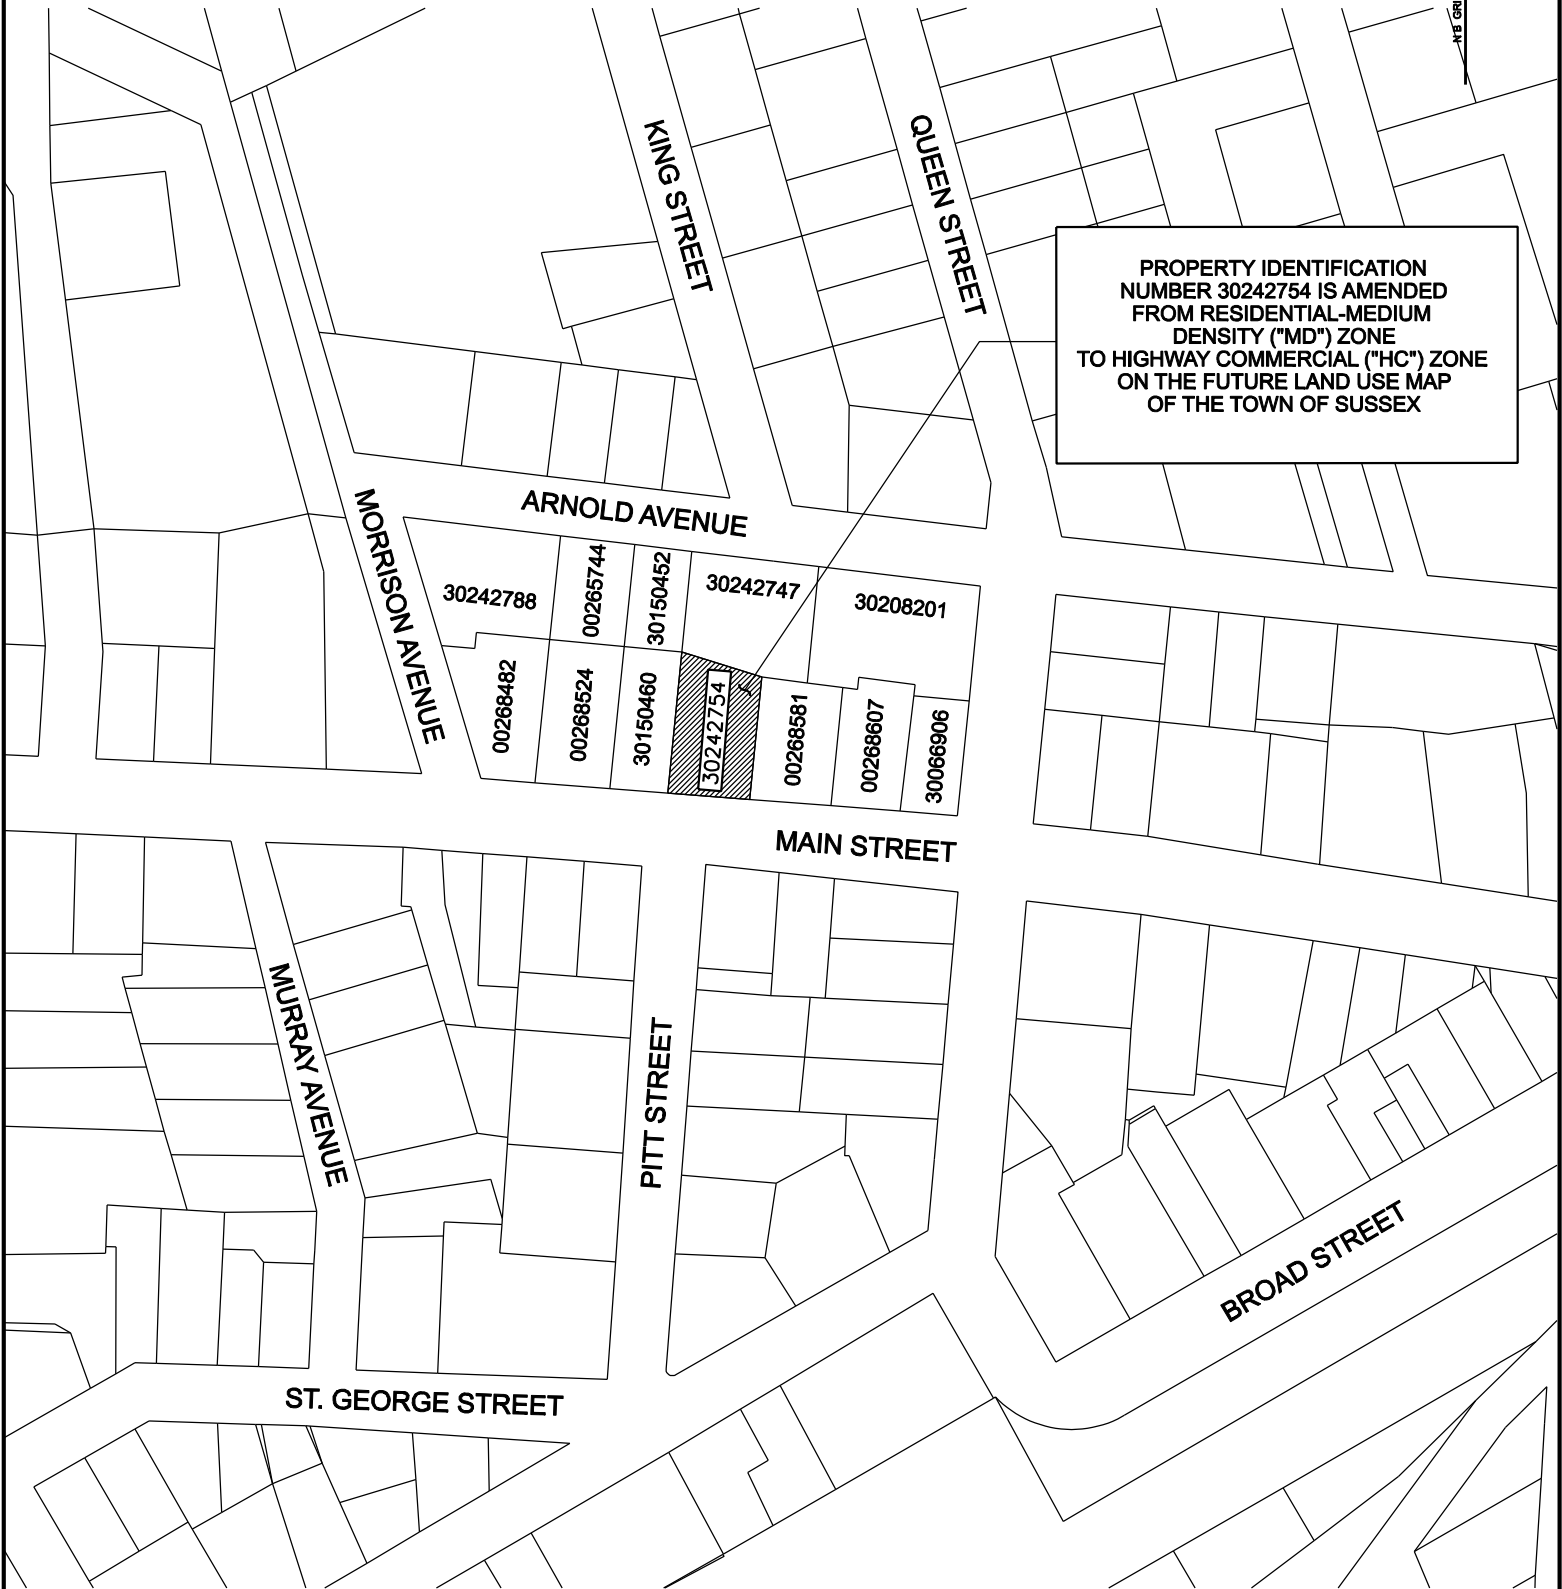 N B GRI
KING STREET
QUEEN STREET
PROPERTY IDENTIFICATION
NUMBER 30242754 IS AMENDED
FROM RESIDENTIAL-MEDIUM
DENSITY ("MD") ZONE
TO HIGHWAY COMMERCIAL ("HC") ZONE
ON THE FUTURE LAND USE MAP
OF THE TOWN OF SUSSEX
ARNOLD AVENUE
MORRISON AVENUE
30242788
00265744
30150452
30242747
30208201
00268482
00268524
30150460
30242754
00268581
00268607
30066906
MAIN STREET
MURRAY AVENUE
PITT STREET
BROAD STREET
ST. GEORGE STREET